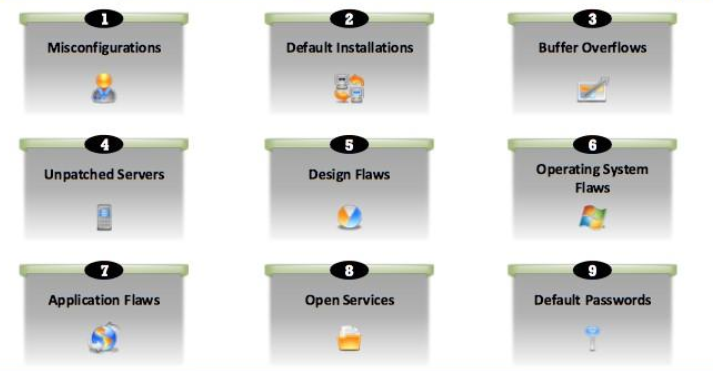 1
Misconfigurations
2
Default Installations
3
Buffer Overflows
4
Unpatched Servers
5
Design Flaws
6
Operating System
Flaws
7
Application Flaws
8
Open Services
9
Default Passwords